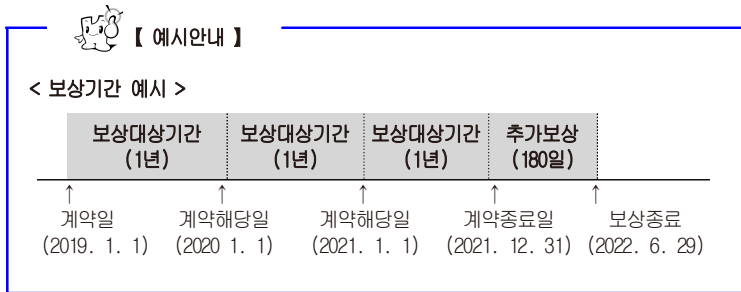 【 예시안내 】
< 보상기간 예시 >
보상대상기간 보상대상기간 보상대상기간 추가보상
(1년) (1년) (1년) (180일)
↑ ↑ ↑ ↑ ↑
계약일 계약해당일 계약해당일 계약종료일 보상종료
(2019. 1. 1) (2020 1. 1) (2021. 1. 1) (2021. 12. 31) (2022. 6. 29)